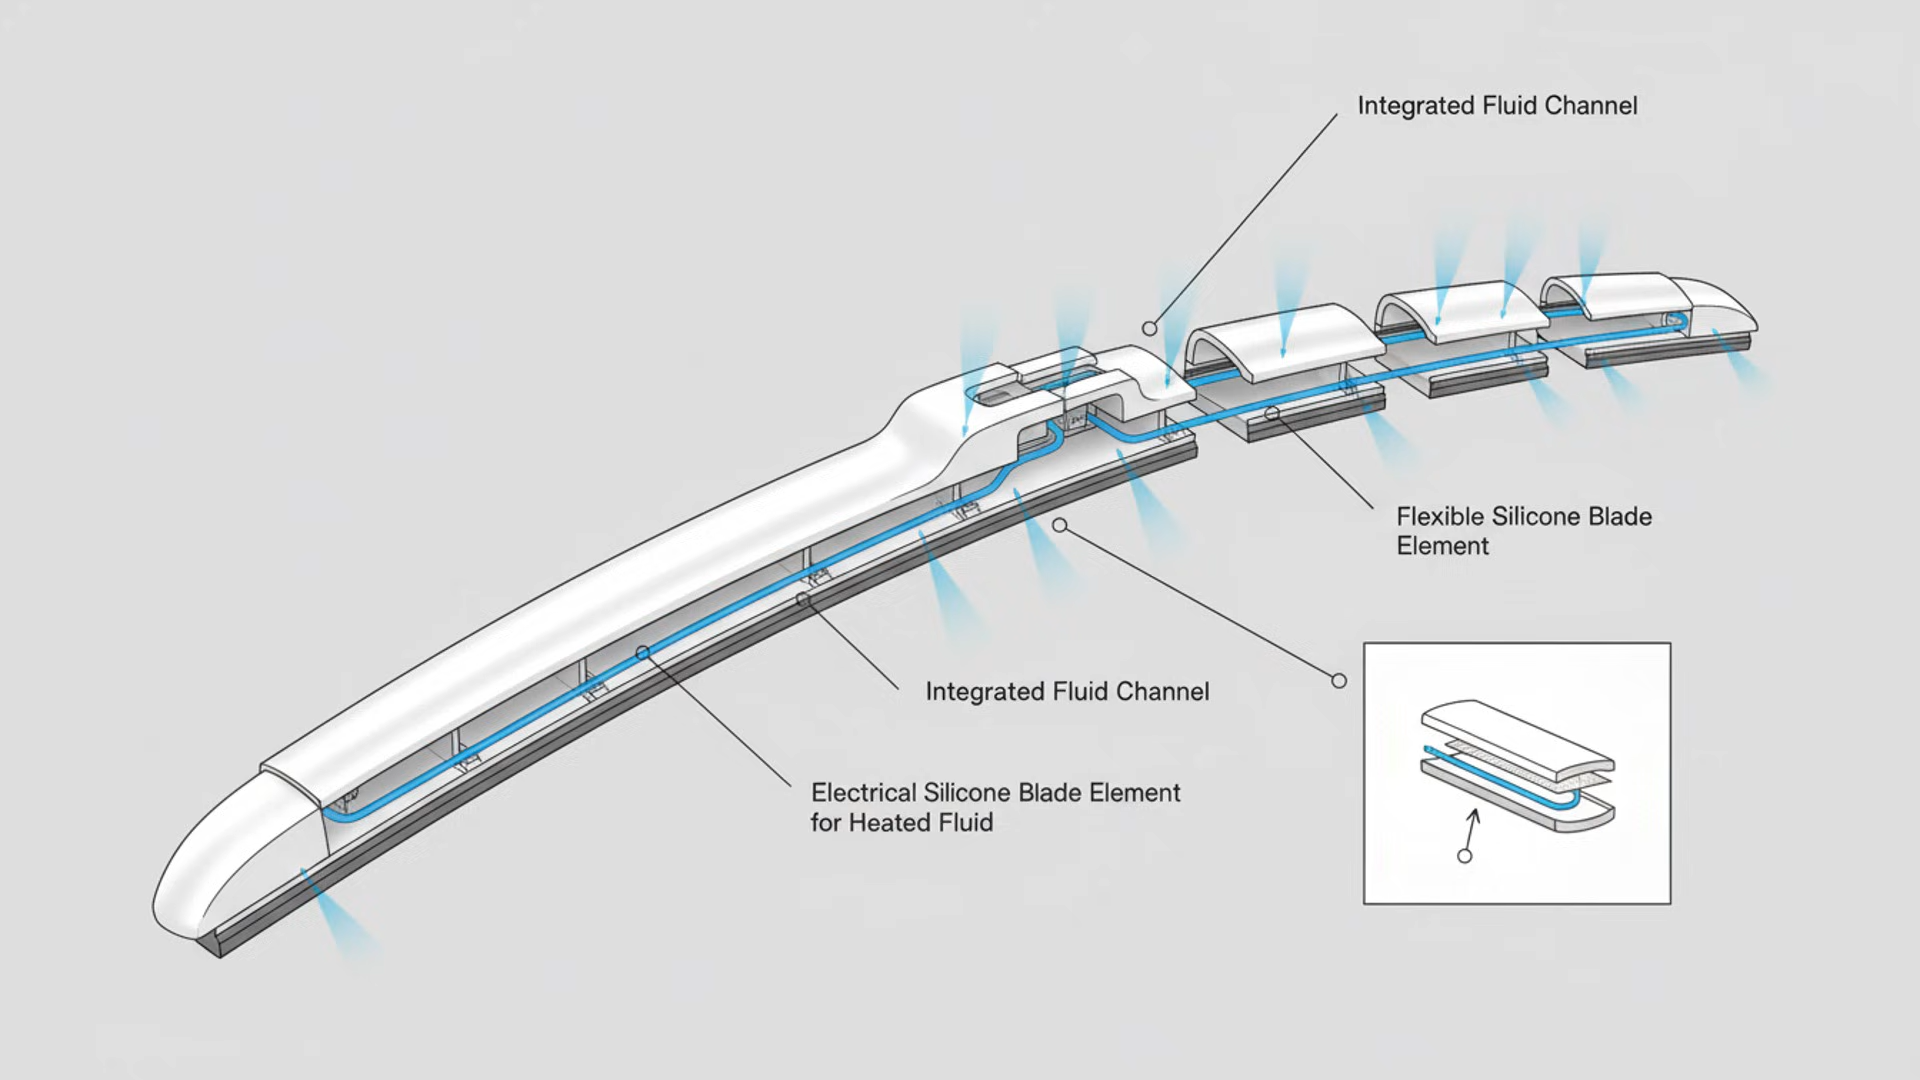 Integrated Fluid Channel
Flexible Silicone Blade
Element
Integrated Fluid Channel
Electrical Silicone Blade Element
for Heated Fluid